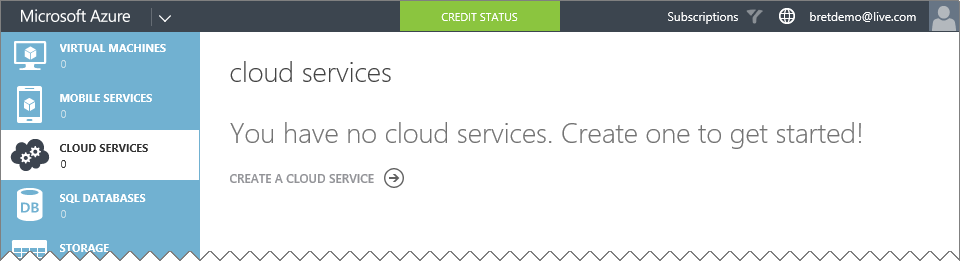 Microsoft Azure
CREDIT STATUS
Subscriptions
bretdemo@live.com
VIRTUAL MACHINES
0
MOBILE SERVICES
0
CLOUD SERVICES
0
DB
SQL DATABASES
0
STORAGE
cloud services
You have no cloud services. Create one to get started!
CREATE A CLOUD SERVICE